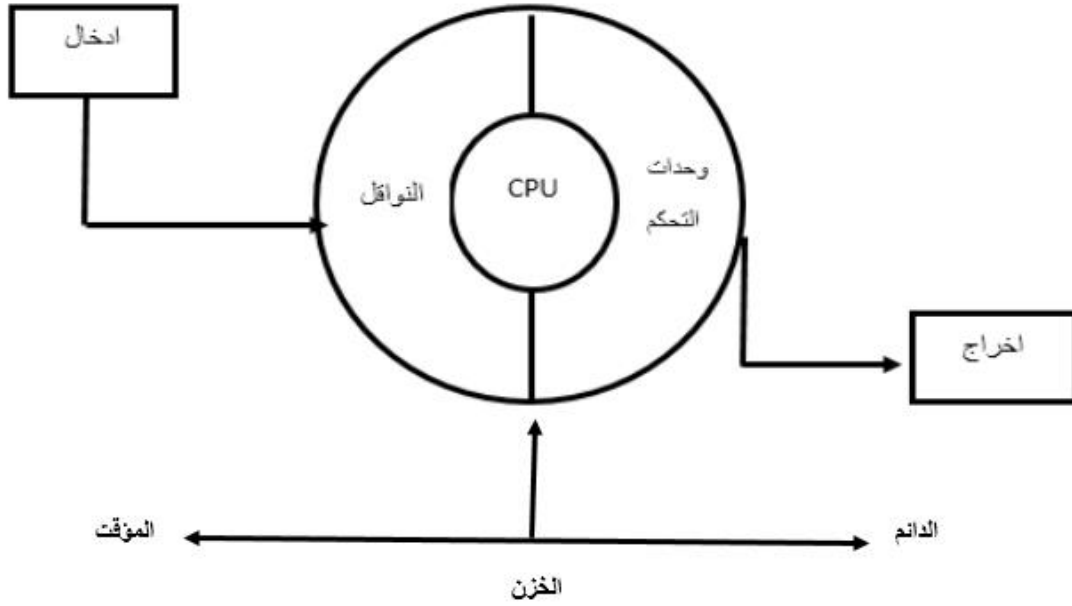 ادخال
النواقل
CPU
وحدات
التحكم
اخراج
المؤقت
الدائم
الخزن